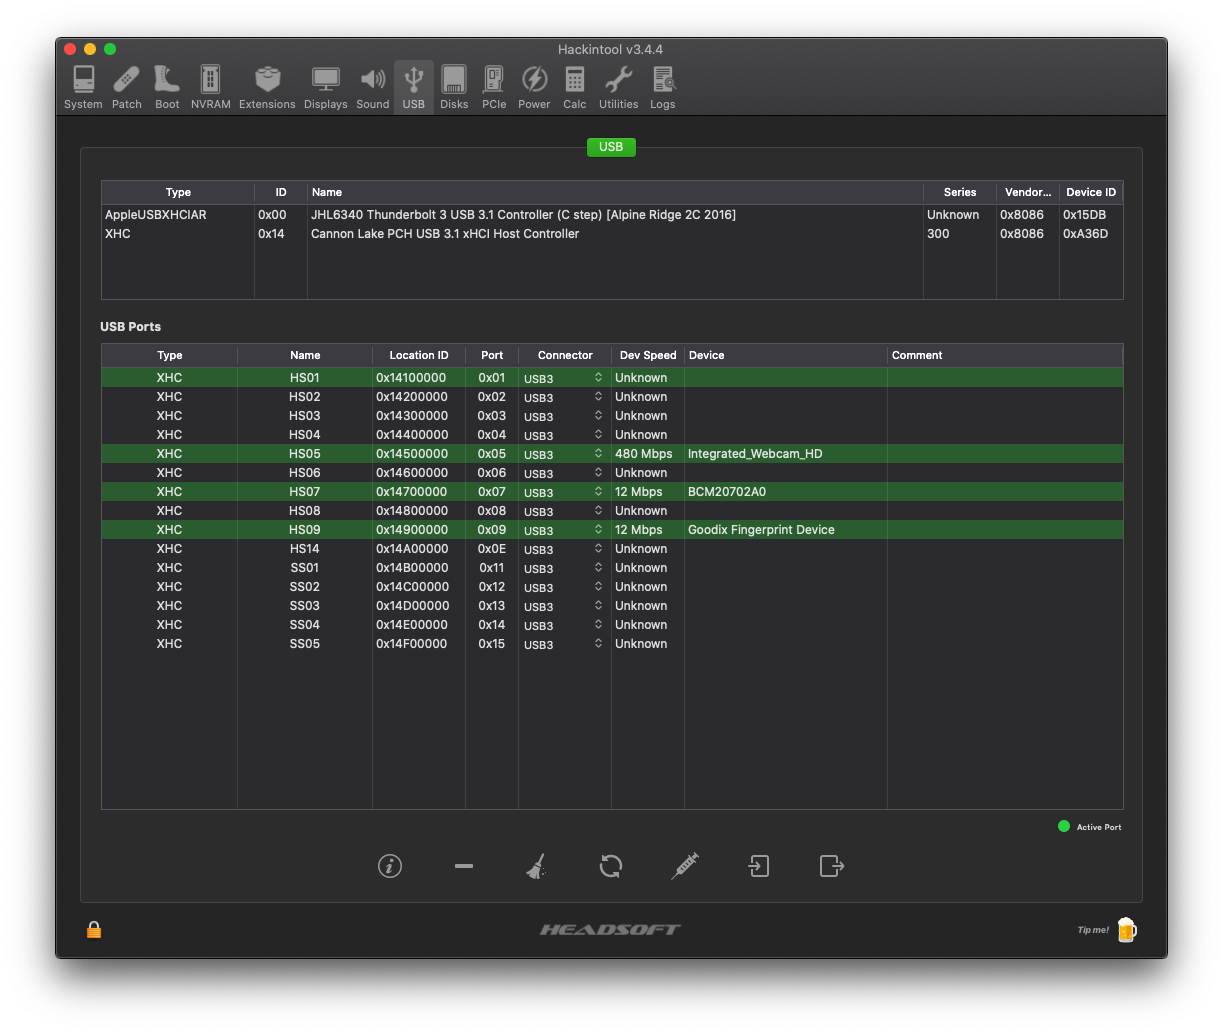 Hackintool v3.4.4
System Patch Boot NVRAM Extensions Displays Sound USB Disks PCIe Power Calc Utilities Logs
USB
Type ID Name Series Vendor... Device ID
AppleUSBXHCIAR 0x00 JHL6340 Thunderbolt 3 USB 3.1 Controller (C step) [Alpine Ridge 2C 2016] Unknown 0x8086 0x15DB
XHC 0x14 Cannon Lake PCH USB 3.1 xHCI Host Controller 300 0x8086 0xA36D
USB Ports
Type Name Location ID Port Connector Dev Speed Device Comment
XHC HS01 0x14100000 0x01 USB3 Unknown
XHC HS02 0x14200000 0x02 USB3 Unknown
XHC HS03 0x14300000 0x03 USB3 Unknown
XHC HS04 0x14400000 0x04 USB3 Unknown
XHC HS05 0x14500000 0x05 USB3 480 Mbps Integrated_Webcam_HD
XHC HS06 0x14600000 0x06 USB3 Unknown
XHC HS07 0x14700000 0x07 USB3 12 Mbps BCM20702A0
XHC HS08 0x14800000 0x08 USB3 Unknown
XHC HS09 0x14900000 0x09 USB3 12 Mbps Goodix Fingerprint Device
XHC HS14 0x14A00000 0x0E USB3 Unknown
XHC SS01 0x14B00000 0x11 USB3 Unknown
XHC SS02 0x14C00000 0x12 USB3 Unknown
XHC SS03 0x14D00000 0x13 USB3 Unknown
XHC SS04 0x14E00000 0x14 USB3 Unknown
XHC SS05 0x14F00000 0x15 USB3 Unknown
Active Port
HEADSOFT
Tip me!